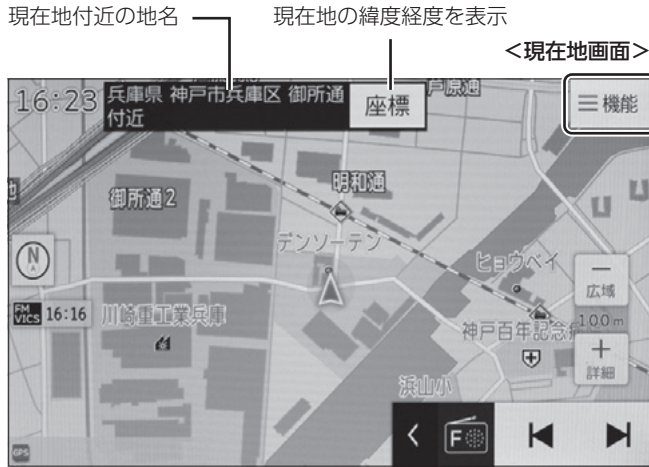 現在地付近の地名
現在地の緯度経度を表示
<現在地画面>
16:23
兵庫県 神戸市兵庫区 御所通
付近
座標
戸原通
機能
御所通2
明和通
デンソーテン
ヒョウベイ
N
広域
FM
VICS
16:16
川崎重工業兵庫
100m
神戸百年記念
詳細
浜山小
F
GPS